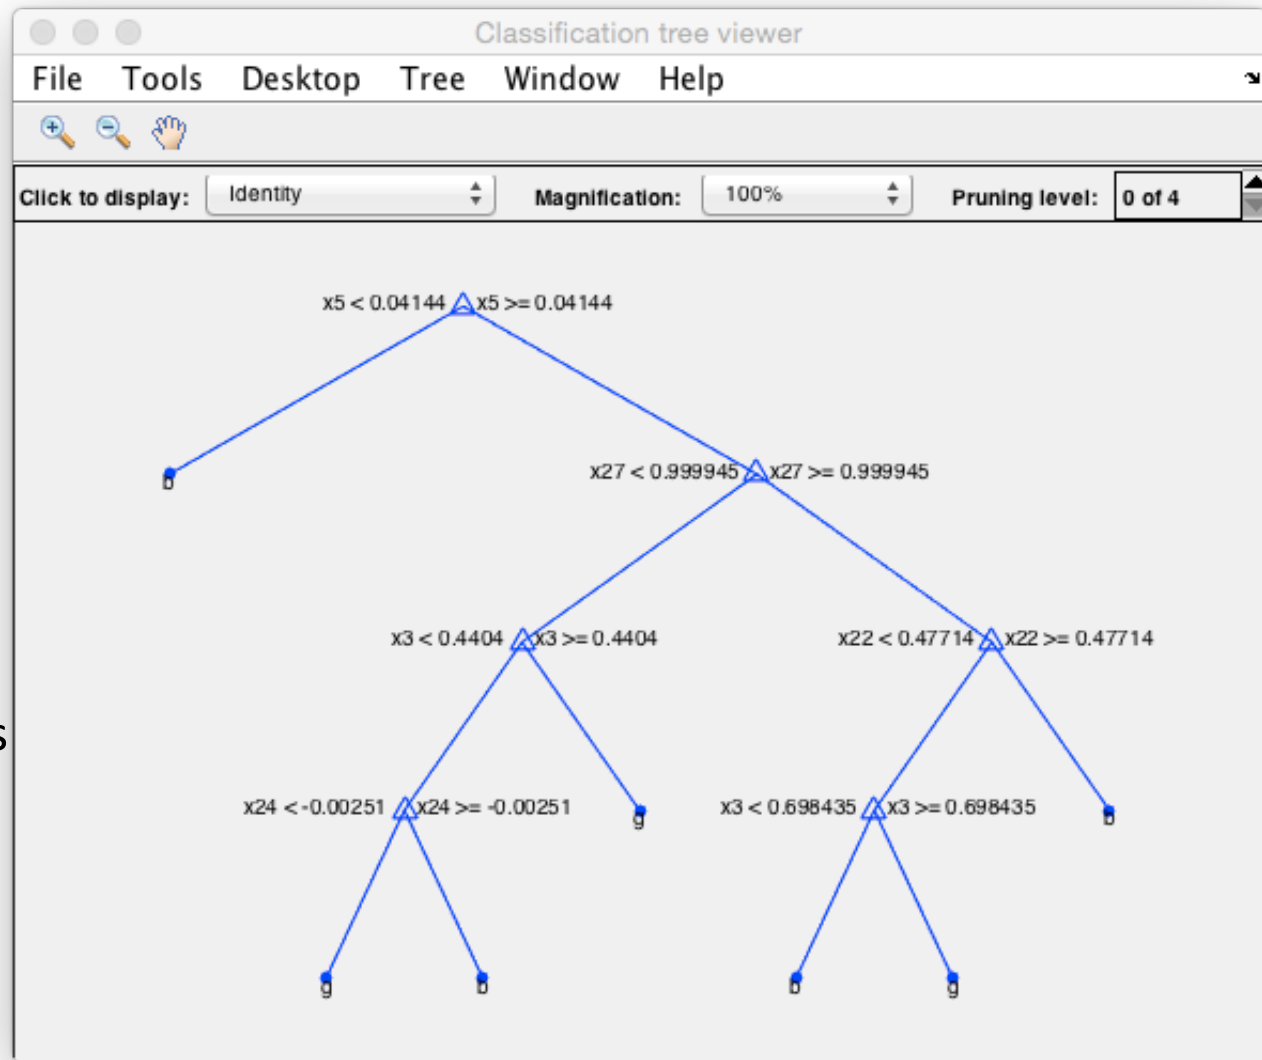 Classification tree viewer
File Tools Desktop Tree Window Help
Click to display: Identity Magnification: 100% Pruning level: 0 of 4
x5 < 0.04144 x5 >= 0.04144
b
x27 < 0.999945 x27 >= 0.999945
x3 < 0.4404 x3 >= 0.4404 x22 < 0.47714 x22 >= 0.47714
s
x24 < -0.00251 x24 >= -0.00251 g x3 < 0.698435 x3 >= 0.698435 b
g b b g